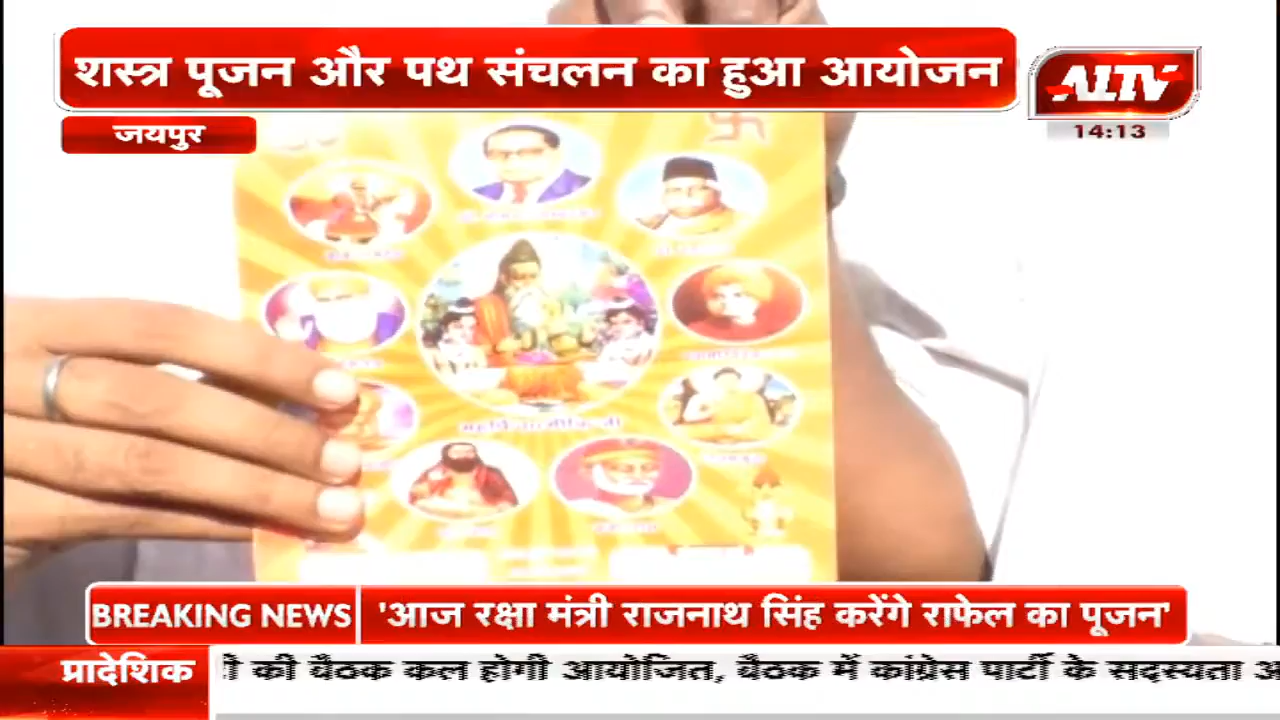 शस्त्र पूजन और पथ संचलन का हुआ आयोजन
ALTV
जयपुर
14:13
BREAKING NEWS
'आज रक्षा मंत्री राजनाथ सिंह करेंगे राफेल का पूजन'
प्रादेशिक
की बैठक कल होगी आयोजित, बैठक में कांग्रेस पार्टी के सदस्यता